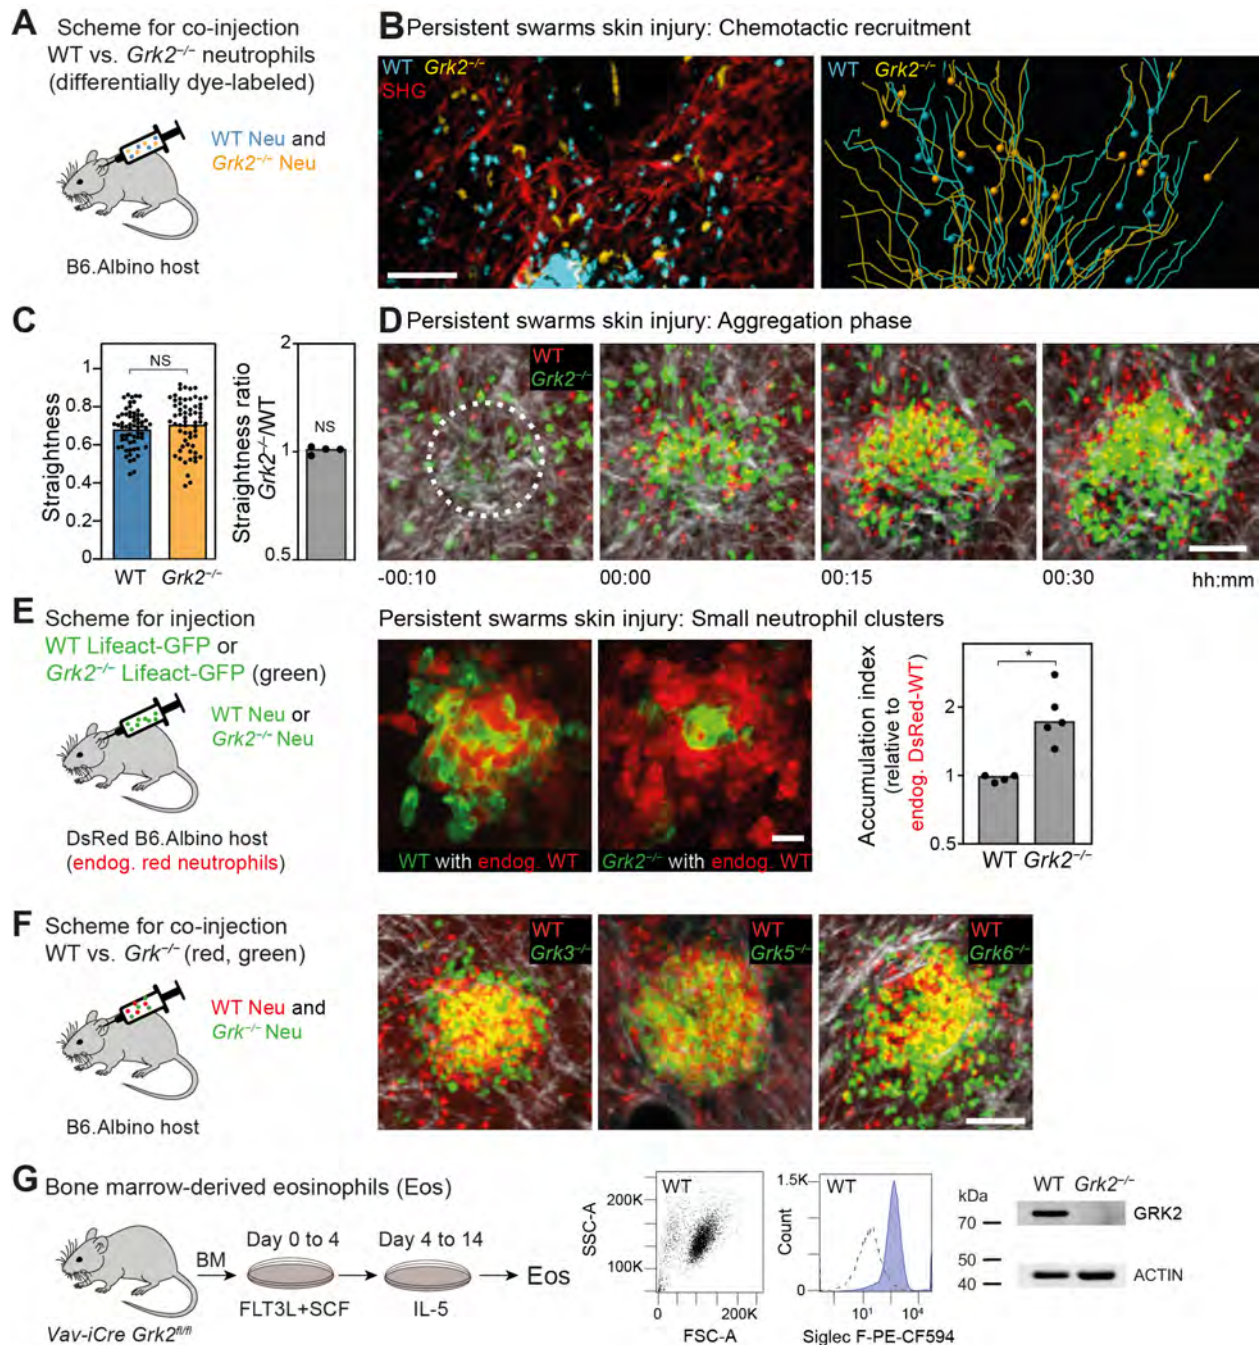 A Scheme for co-injection
WT vs. Grk2⁻/⁻ neutrophils
(differentially dye-labeled)
WT Neu and
Grk2⁻/⁻ Neu
B6.Albino host
B Persistent swarms skin injury: Chemotactic recruitment
WT Grk2⁻/⁻
SHG
WT Grk2⁻/⁻
C
Straightness
1
0.8
0.6
0.4
0.2
0
NS
WT Grk2⁻/⁻
Straightness ratio
Grk2⁻/⁻/WT
2
1
0.5
NS
D Persistent swarms skin injury: Aggregation phase
WT
Grk2⁻/⁻
-00:10
00:00
00:15
00:30
hh:mm
E Scheme for injection
WT Lifeact-GFP or
Grk2⁻/⁻ Lifeact-GFP (green)
WT Neu or
Grk2⁻/⁻ Neu
DsRed B6.Albino host
(endog. red neutrophils)
Persistent swarms skin injury: Small neutrophil clusters
WT with endog. WT
Grk2⁻/⁻ with endog. WT
Accumulation index
(relative to
endog. DsRed-WT)
2
1
0.5
*
WT Grk2⁻/⁻
F Scheme for co-injection
WT vs. Grk⁻/⁻ (red, green)
WT Neu and
Grk⁻/⁻ Neu
B6.Albino host
WT
Grk3⁻/⁻
WT
Grk5⁻/⁻
WT
Grk6⁻/⁻
G Bone marrow-derived eosinophils (Eos)
Vav-iCre Grk2fl/fl
BM
Day 0 to 4
FLT3L+SCF
Day 4 to 14
IL-5
Eos
SSC-A
200K
100K
0
WT
0
200K
FSC-A
Count
1.5K
0
WT
10¹
10⁴
Siglec F-PE-CF594
kDa
70
50
40
WT Grk2⁻/⁻
GRK2
ACTIN